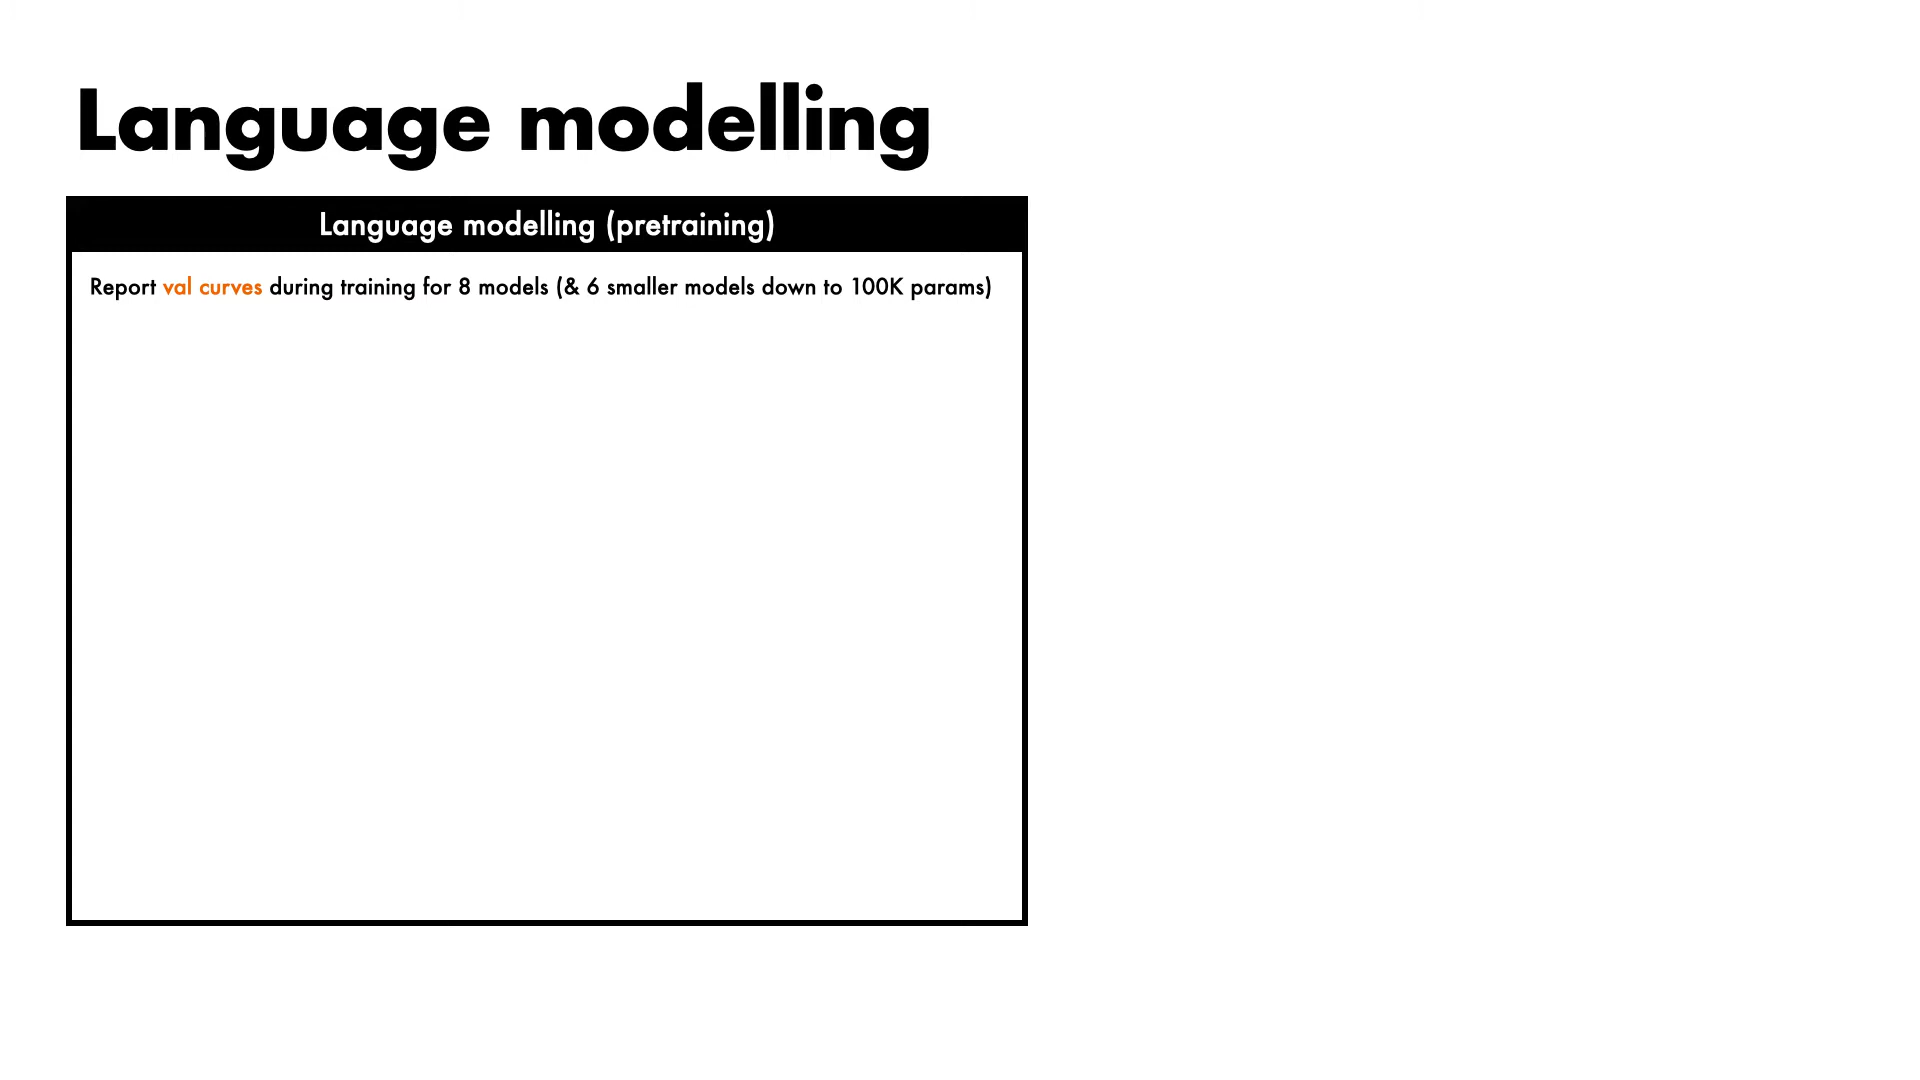 Language modelling
Language modelling (pretraining)
Report val curves during training for 8 models (& 6 smaller models down to 100K params)